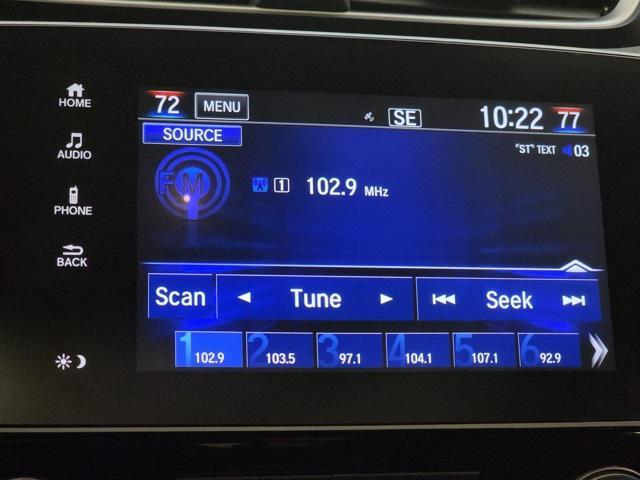 HOME
AUDIO
PHONE
BACK
72 MENU SE 10:22 77
SOURCE
"ST" TEXT 03
FM
1 102.9 MHz
Scan Tune Seek
1 102.9 2 103.5 3 97.1 4 104.1 5 107.1 6 92.9